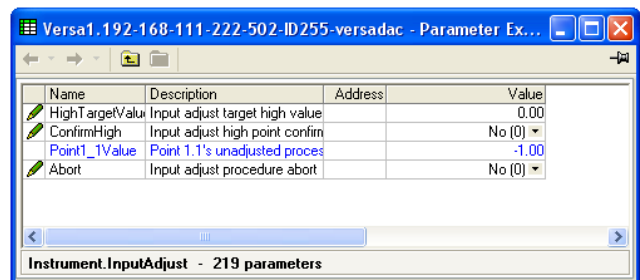 Versa1.192-168-111-222-502-ID255-versadac - Parameter Ex...
Name Description Address Value
HighTargetValu Input adjust target high value 0.00
ConfirmHigh Input adjust high point confirm No (0)
Point1_1Value Point 1.1's unadjusted proces -1.00
Abort Input adjust procedure abort No (0)
Instrument.InputAdjust - 219 parameters